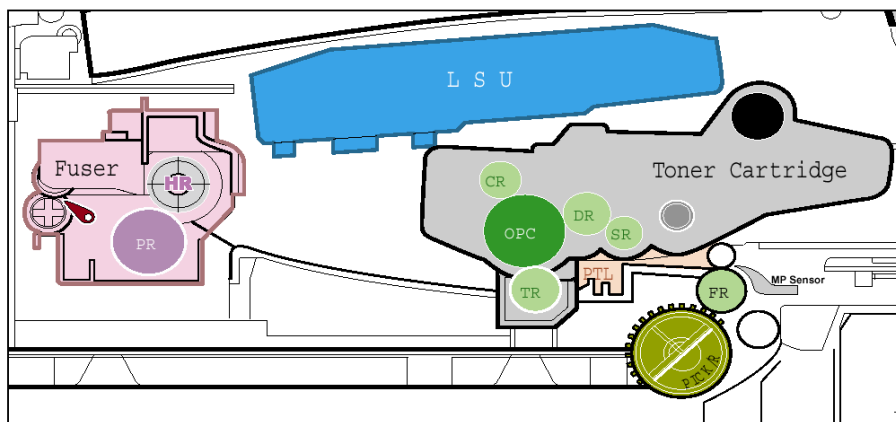 L S U
Fuser
Toner Cartridge
HR
CR
DR
OPC
SR
PR
PTL
TR
FR
MP Sensor
PICK/R